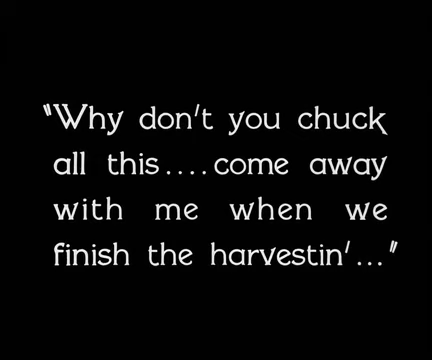 "Why don't you chuck
all this....come away
with me when we
finish the harvestin'..."